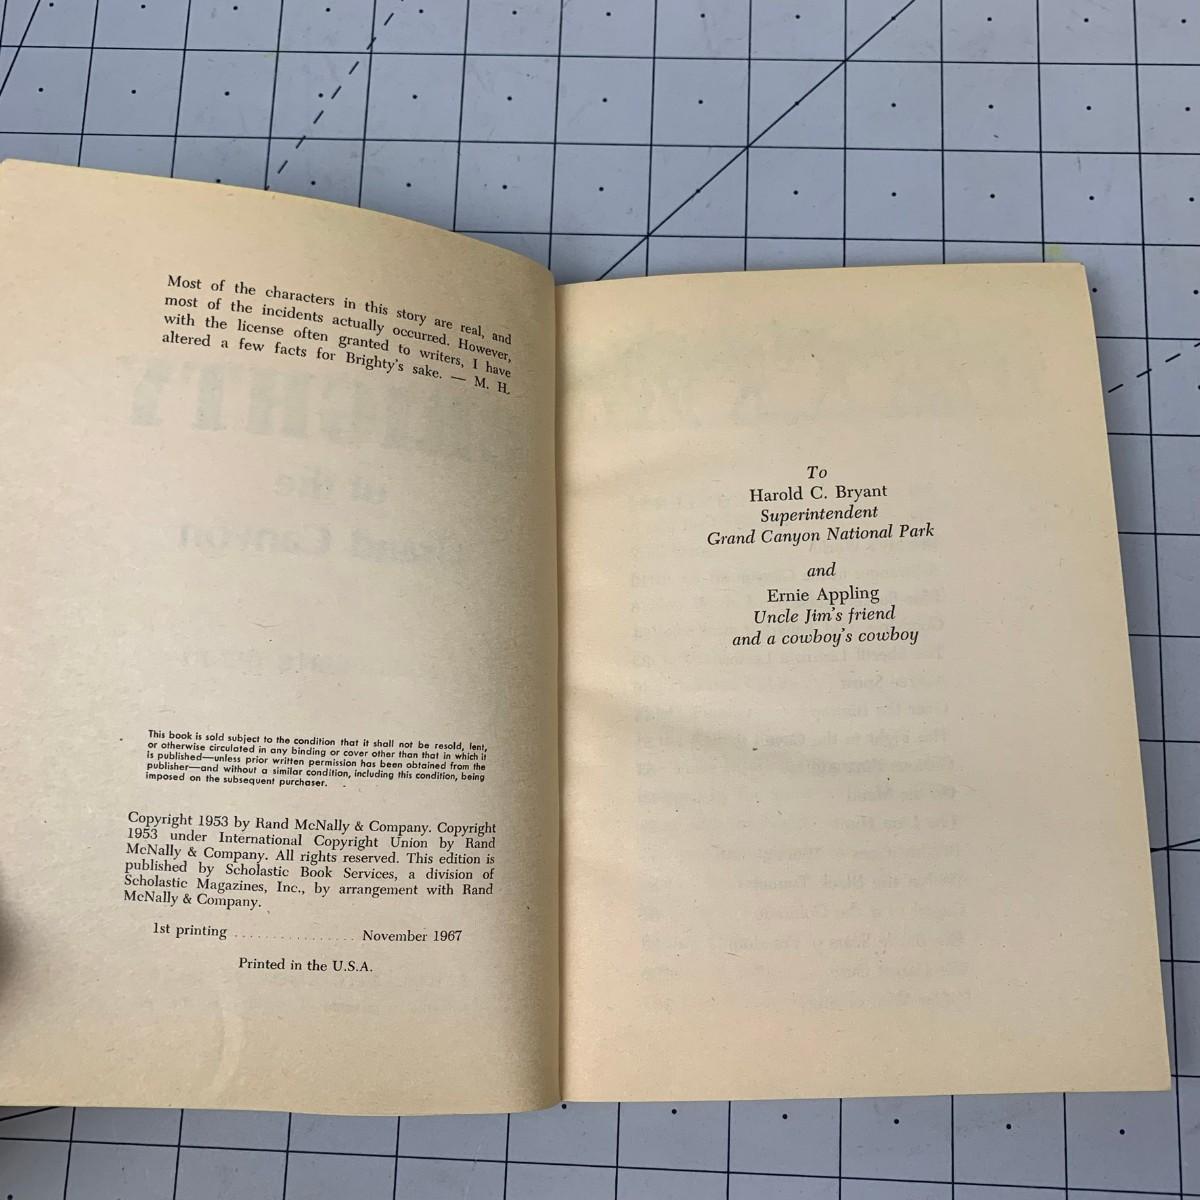 Most of the characters in this story are real, and
most of the incidents actually occurred. However,
with the license often granted to writers, I have
altered a few facts for Brighty's sake. — M. H.
This book is sold subject to the condition that it shall not be resold, lent,
or otherwise circulated in any binding or cover other than that in which it
is published—unless prior written permission has been obtained from the
publisher—and without a similar condition, including this condition, being
imposed on the subsequent purchaser.
Copyright 1953 by Rand McNally & Company. Copyright
1953 under International Copyright Union by Rand
McNally & Company. All rights reserved. This edition is
published by Scholastic Book Services, a division of
Scholastic Magazines, Inc., by arrangement with Rand
McNally & Company.
1st printing ................ November 1967
Printed in the U.S.A.
To
Harold C. Bryant
Superintendent
Grand Canyon National Park
and
Ernie Appling
Uncle Jim's friend
and a cowboy's cowboy